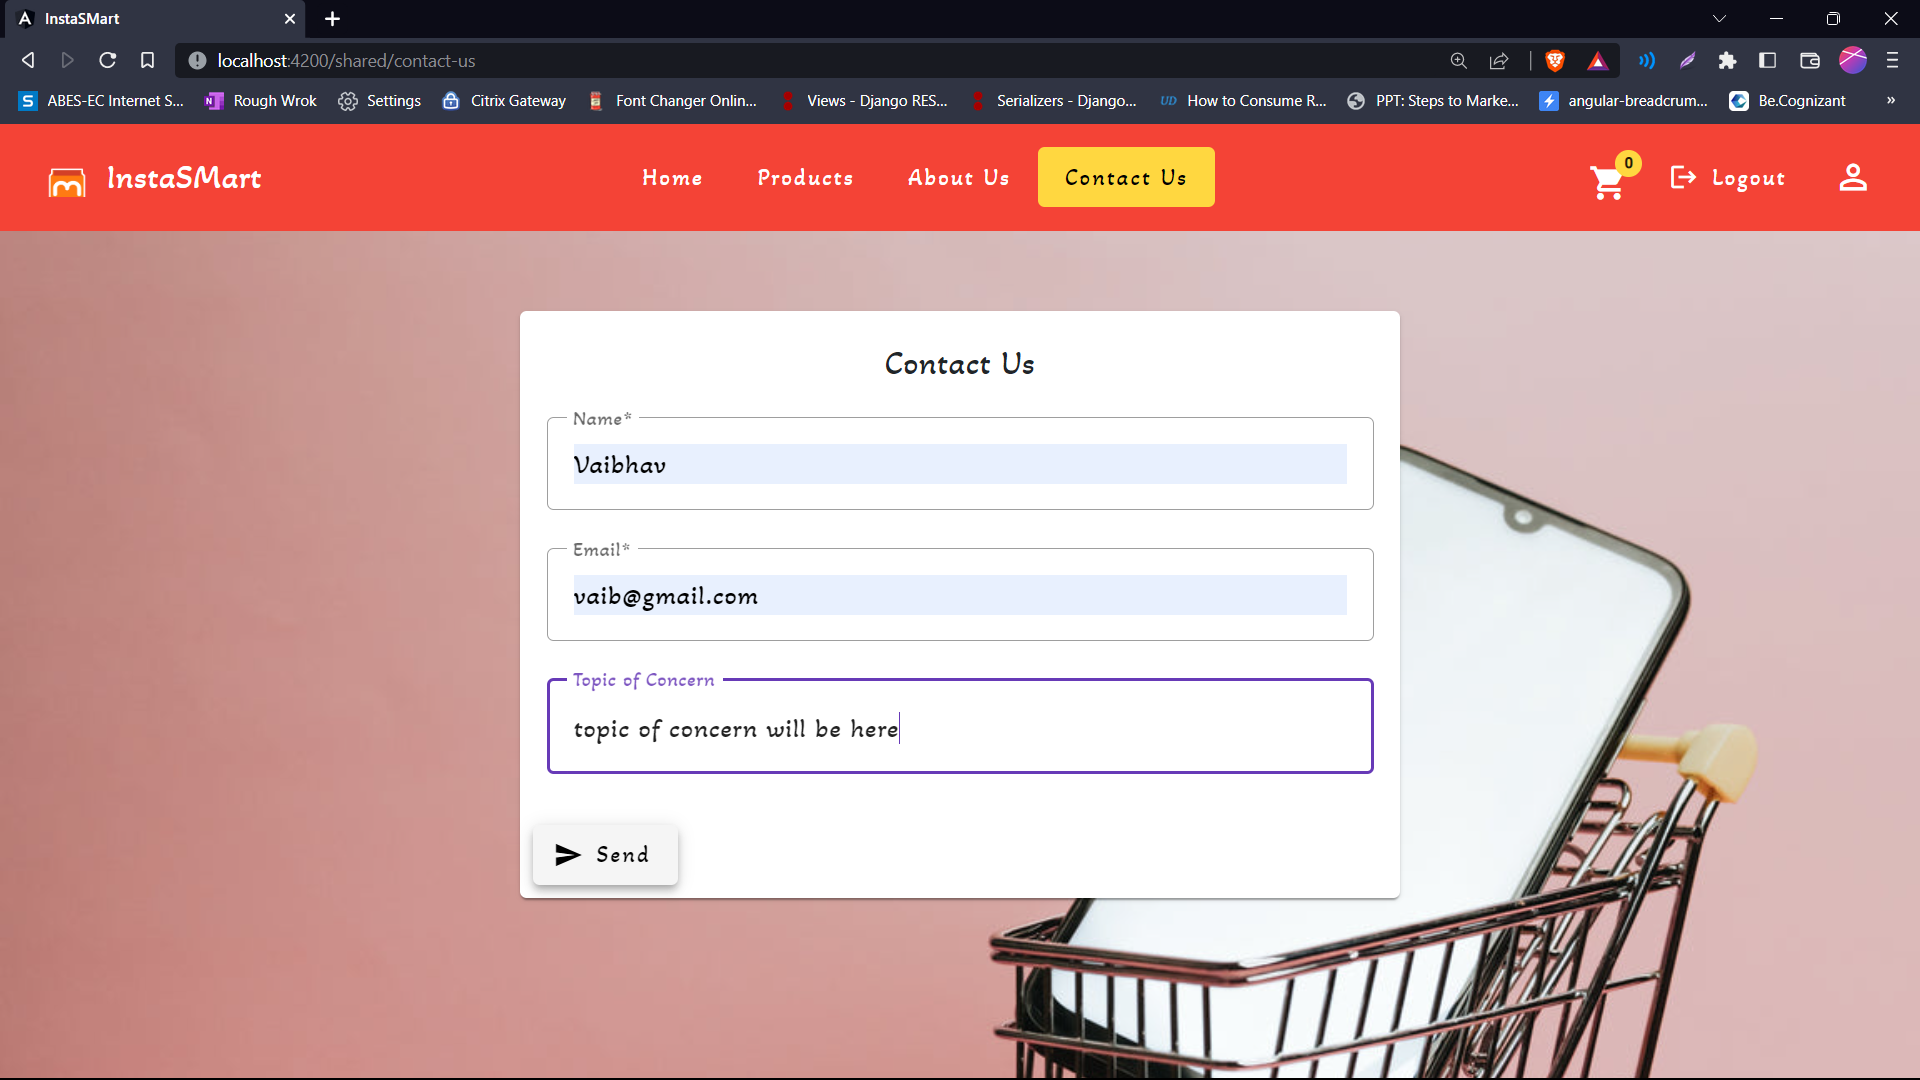 InstaSMart
localhost:4200/shared/contact-us
ABES-EC Internet S... Rough Wrok Settings Citrix Gateway Font Changer Onlin... Views - Django RES... Serializers - Django... How to Consume R... PPT: Steps to Marke... angular-breadcrum... Be.Cognizant »
InstaSMart Home Products About Us Contact Us 0 Logout
Contact Us
Name*
Vaibhav
Email*
vaib@gmail.com
Topic of Concern
topic of concern will be here
Send